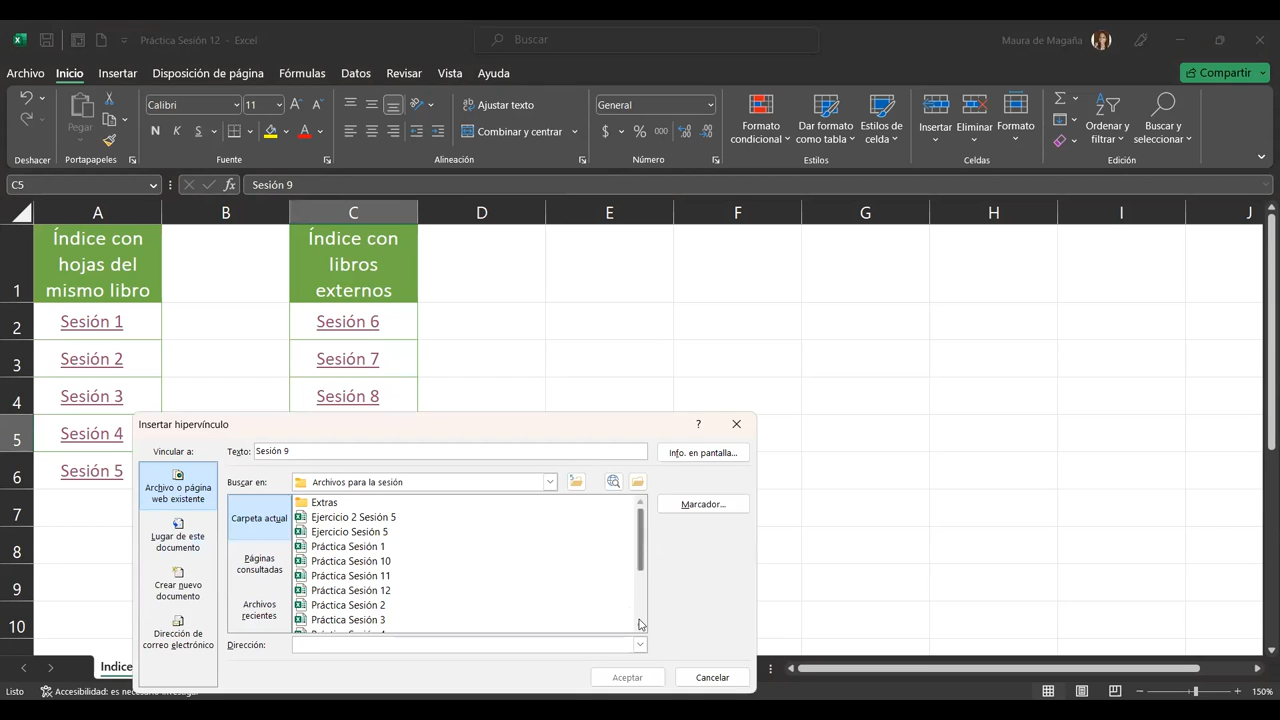 Práctica Sesión 12 - Excel
Buscar
Maura de Magaña
Archivo Inicio Insertar Disposición de página Fórmulas Datos Revisar Vista Ayuda
Compartir
Pegar
Calibri 11
N K S
A
Ajustar texto
Combinar y centrar
General
$ % 000
Formato condicional
Dar formato como tabla
Estilos de celda
Insertar
Eliminar
Formato
Ordenar y filtrar
Buscar y seleccionar
Deshacer Portapapeles Fuente Alineación Número Estilos Celdas Edición
C5
fx
Sesión 9
A B C D E F G H I J
1
Índice con
hojas del
mismo libro
Índice con
libros
externos
2 Sesión 1 Sesión 6
3 Sesión 2 Sesión 7
4 Sesión 3 Sesión 8
5 Sesión 4
6 Sesión 5
7
8
9
10
Insertar hipervínculo
?
Vincular a:
Texto: Sesión 9
Info. en pantalla...
Archivo o página
web existente
Lugar de este
documento
Crear nuevo
documento
Dirección de
correo electrónico
Buscar en: Archivos para la sesión
Marcador...
Carpeta actual
Páginas
consultadas
Archivos
recientes
Extras
Ejercicio 2 Sesión 5
Ejercicio Sesión 5
Práctica Sesión 1
Práctica Sesión 10
Práctica Sesión 11
Práctica Sesión 12
Práctica Sesión 2
Práctica Sesión 3
Dirección:
Aceptar Cancelar
Indice
Listo
Accesibilidad: es necesario investigar
150%